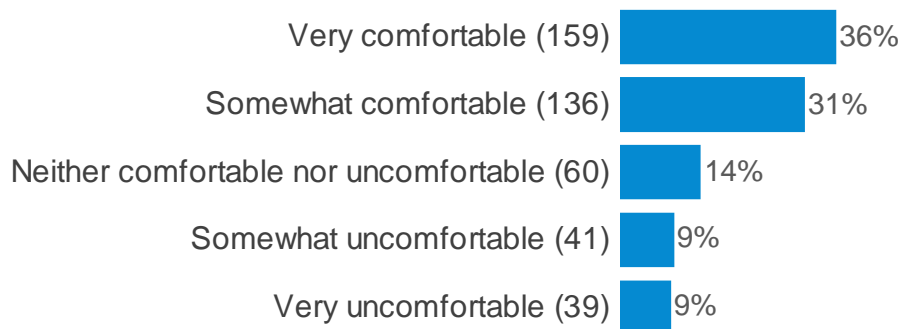 Very comfortable (159) 36%
Somewhat comfortable (136) 31%
Neither comfortable nor uncomfortable (60) 14%
Somewhat uncomfortable (41) 9%
Very uncomfortable (39) 9%